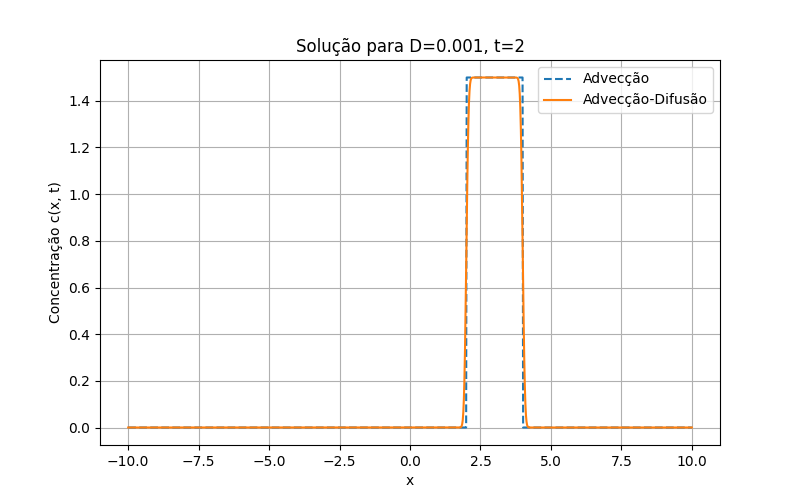 Solução para D=0.001, t=2
Advecção
Advecção-Difusão
Concentração c(x, t)
1.4
1.2
1.0
0.8
0.6
0.4
0.2
0.0
−10.0 −7.5 −5.0 −2.5 0.0 2.5 5.0 7.5 10.0
x